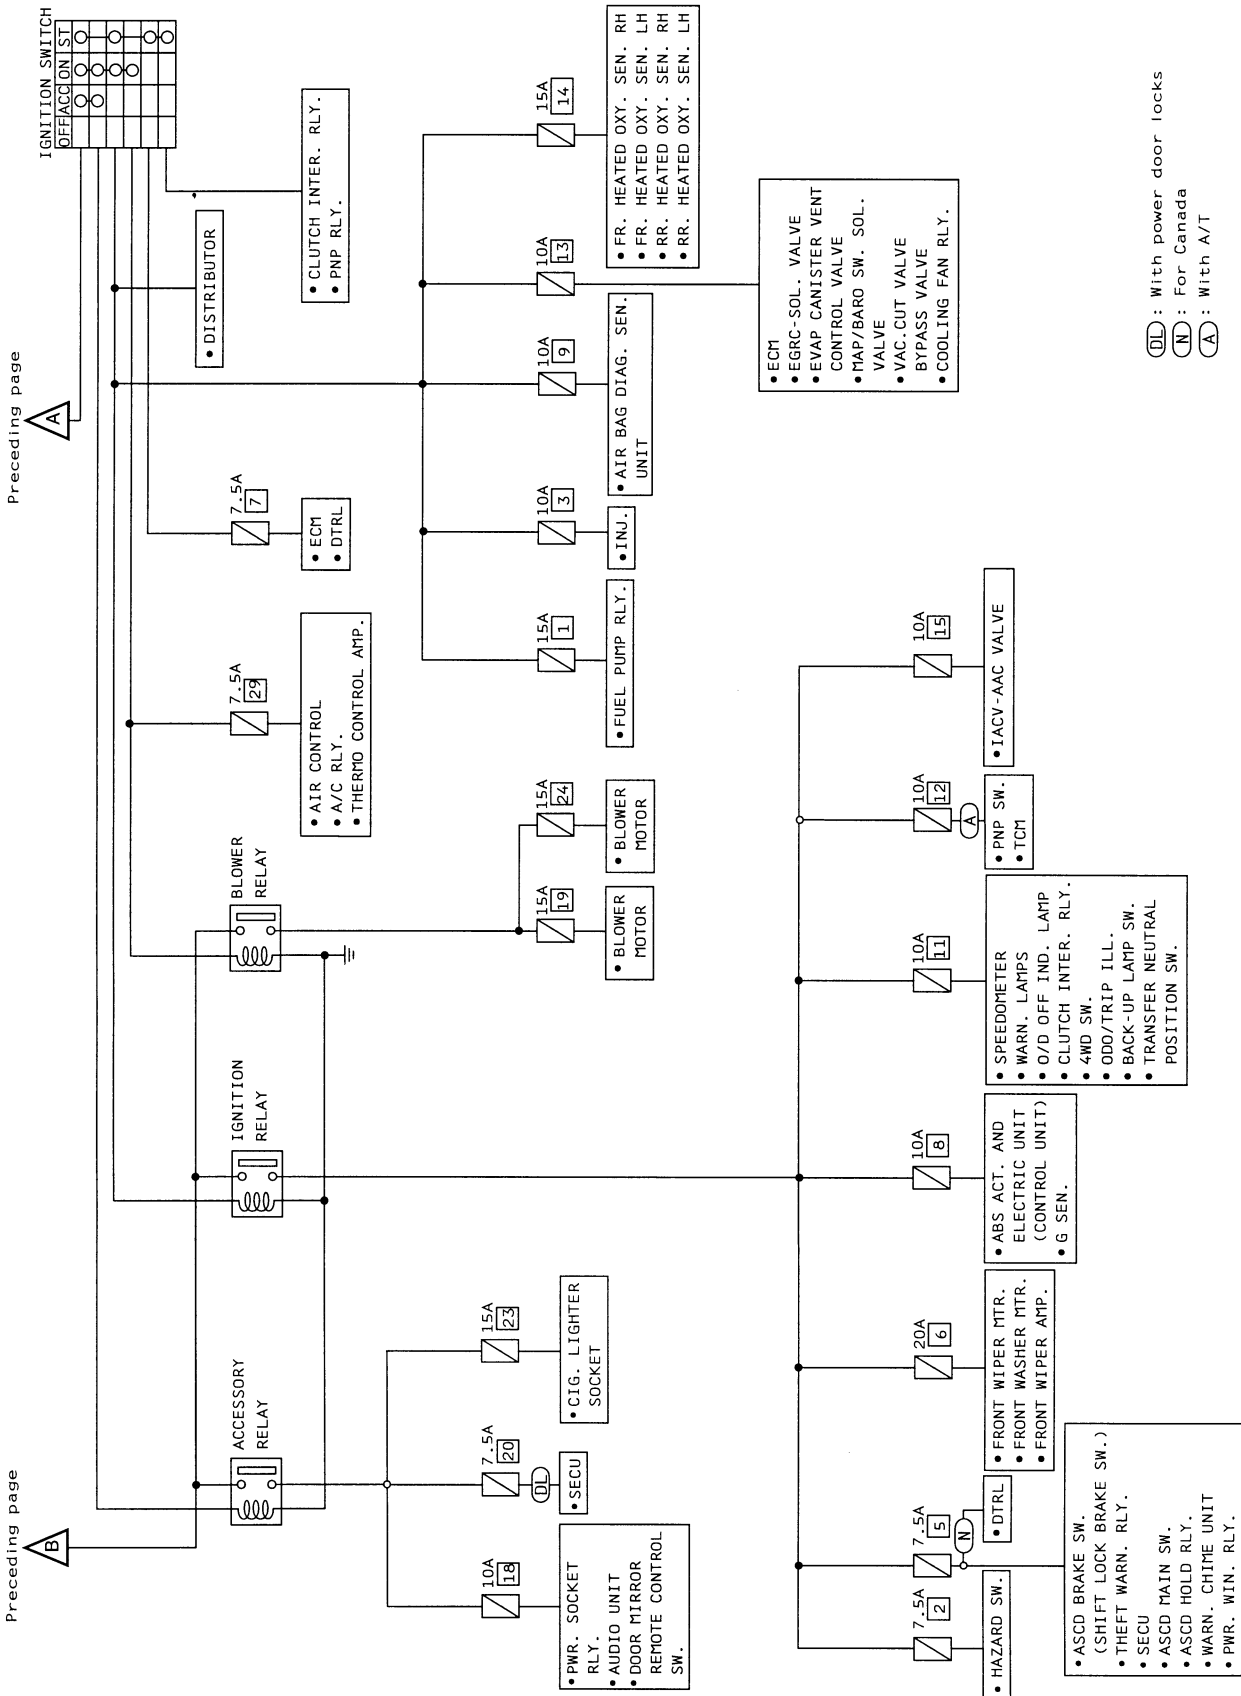 Preceding page
A
IGNITION SWITCH
OFF ACC ON ST
• DISTRIBUTOR
• CLUTCH INTER. RLY.
• PNP RLY.
7.5A
7
• ECM
• DTRL
7.5A
29
• AIR CONTROL
• A/C RLY.
• THERMO CONTROL AMP.
15A
14
• FR. HEATED OXY. SEN. RH
• FR. HEATED OXY. SEN. LH
• RR. HEATED OXY. SEN. RH
• RR. HEATED OXY. SEN. LH
10A
13
• ECM
• EGRC-SOL. VALVE
• EVAP CANISTER VENT
CONTROL VALVE
• MAP/BARO SW. SOL.
VALVE
• VAC.CUT VALVE
BYPASS VALVE
• COOLING FAN RLY.
10A
9
• AIR BAG DIAG. SEN.
UNIT
10A
3
• INJ.
15A
1
• FUEL PUMP RLY.
BLOWER
RELAY
15A
24
• BLOWER
MOTOR
15A
19
• BLOWER
MOTOR
IGNITION
RELAY
ACCESSORY
RELAY
Preceding page
B
15A
23
• CIG. LIGHTER
SOCKET
7.5A
20
DL
• SECU
10A
18
• PWR. SOCKET
RLY.
• AUDIO UNIT
• DOOR MIRROR
REMOTE CONTROL
SW.
10A
15
• IACV-AAC VALVE
10A
12
A
• PNP SW.
• TCM
10A
11
• SPEEDOMETER
• WARN. LAMPS
• O/D OFF IND. LAMP
• CLUTCH INTER. RLY.
• 4WD SW.
• ODO/TRIP ILL.
• BACK-UP LAMP SW.
• TRANSFER NEUTRAL
POSITION SW.
10A
8
• ABS ACT. AND
ELECTRIC UNIT
(CONTROL UNIT)
• G SEN.
20A
6
• FRONT WIPER MTR.
• FRONT WASHER MTR.
• FRONT WIPER AMP.
7.5A
5
N
• DTRL
• ASCD BRAKE SW.
(SHIFT LOCK BRAKE SW.)
• THEFT WARN. RLY.
• SECU
• ASCD MAIN SW.
• ASCD HOLD RLY.
• WARN. CHIME UNIT
• PWR. WIN. RLY.
7.5A
2
• HAZARD SW.
DL : With power door locks
N : For Canada
A : With A/T